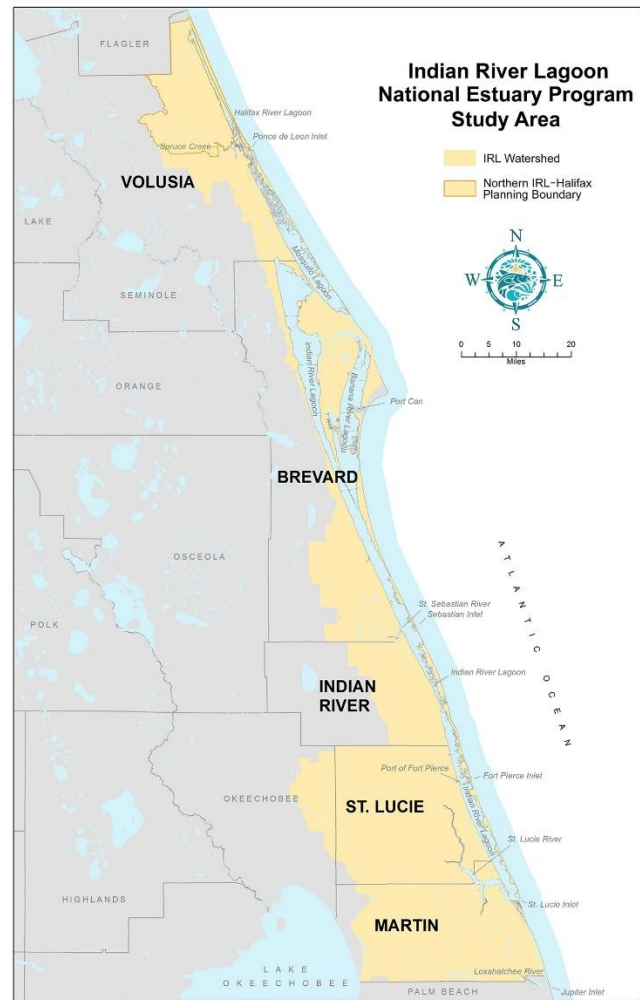 Indian River Lagoon
National Estuary Program
Study Area
IRL Watershed
Northern IRL–Halifax
Planning Boundary
N
W
E
S
0 5 10 20
Miles
FLAGLER
Halifax River Lagoon
Ponce de Leon Inlet
Spruce Creek
VOLUSIA
LAKE
Mosquito Lagoon
SEMINOLE
ORANGE
Indian River Lagoon
Banana River Lagoon
Port Can
BREVARD
OSCEOLA
ATLANTIC OCEAN
St. Sebastian River
Sebastian Inlet
POLK
Indian River Lagoon
INDIAN
RIVER
Port of Fort Pierce
Fort Pierce Inlet
OKEECHOBEE
ST. LUCIE
Indian River Lagoon
St. Lucie River
HIGHLANDS
St. Lucie Inlet
MARTIN
LAKE
OKEECHOBEE
Loxahatchee River
PALM BEACH
Jupiter Inlet